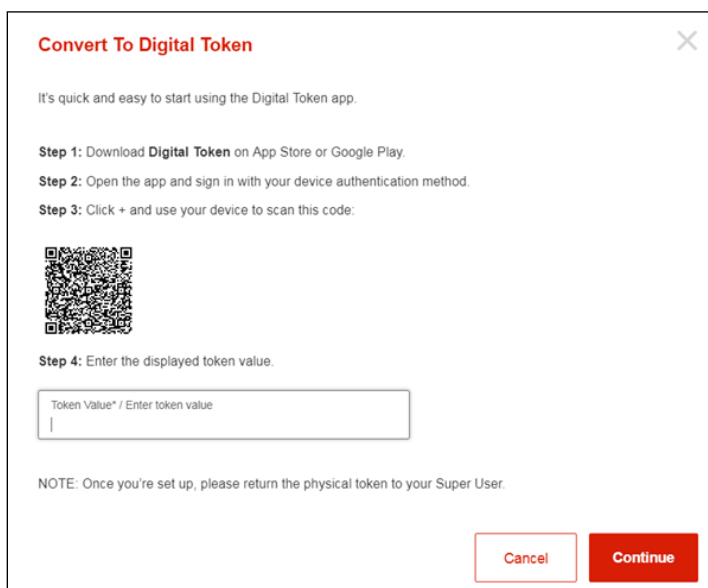 Convert To Digital Token
It's quick and easy to start using the Digital Token app.
Step 1: Download Digital Token on App Store or Google Play.
Step 2: Open the app and sign in with your device authentication method.
Step 3: Click + and use your device to scan this code:
Step 4: Enter the displayed token value.
Token Value* / Enter token value
NOTE: Once you're set up, please return the physical token to your Super User.
Cancel Continue